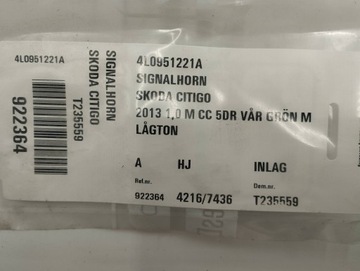 4L0951221A
SIGNALHORN
SKODA CITIGO
T235559
922364
4L0951221A
SIGNALHORN
SKODA CITIGO
2013 1,0 M CC 5DR VÅR GRÖN M
LÅGTON
A HJ INLAG
Ref.nr. Dem.nr.
922364 4216/7436 T235559